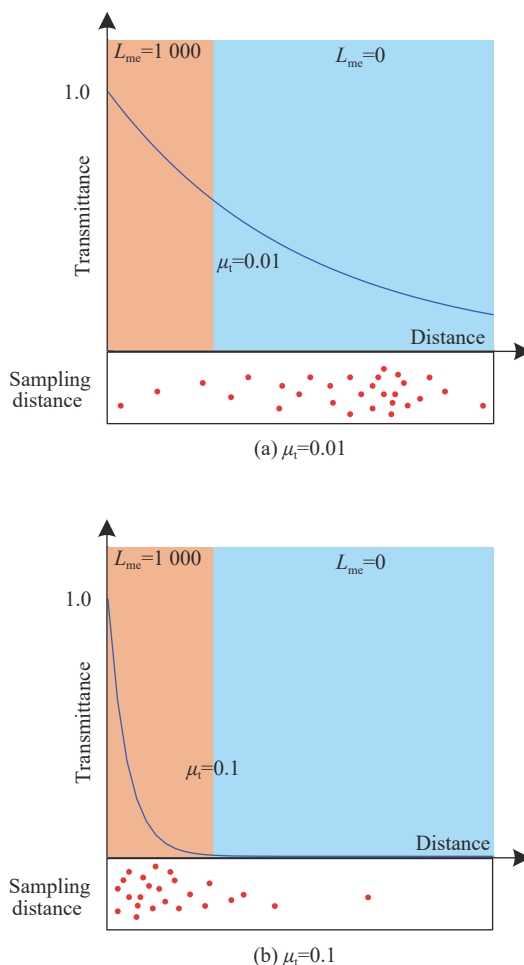 L_me=1 000 L_me=0
1.0
Transmittance
μ_t=0.01
Distance
Sampling
distance
(a) μ_t=0.01
L_me=1 000 L_me=0
1.0
Transmittance
μ_t=0.1
Distance
Sampling
distance
(b) μ_t=0.1